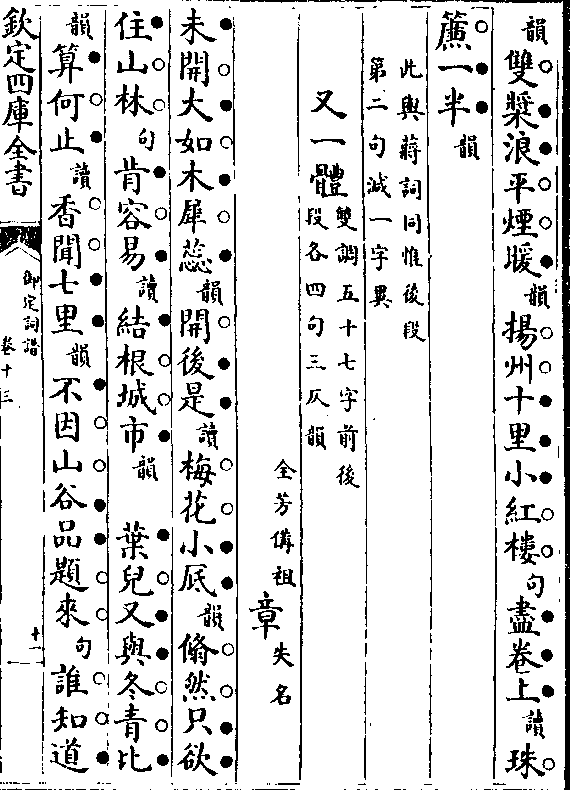 韻雙槳浪平煙暖韻揚州十里小紅樓句盡卷上讀珠
簾一半韻
此與蔣詞同惟後段
第二句減一字異
又一體雙調五十七字前後
段各四句三仄韻
全芳備祖章失名
未開大如木犀蕊韻開後是讀梅花小底韻翛然只欲
住山林句肯容易讀結根城市韻 葉兒又與冬青比
韻算何止讀香聞七里韻不因山谷品題來句誰知道
欽定四庫全書
御定詞譜
卷十三
十一